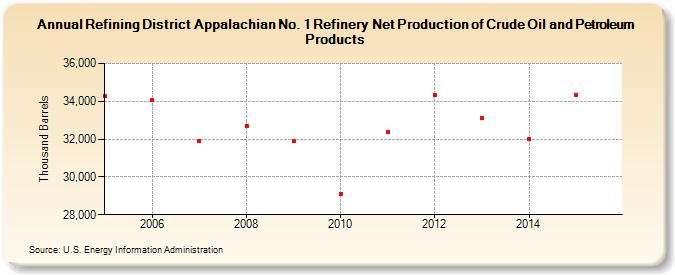 Annual Refining District Appalachian No. 1 Refinery Net Production of Crude Oil and Petroleum
Products
Thousand Barrels
36,000
34,000
32,000
30,000
28,000
2006
2008
2010
2012
2014
Source: U.S. Energy Information Administration